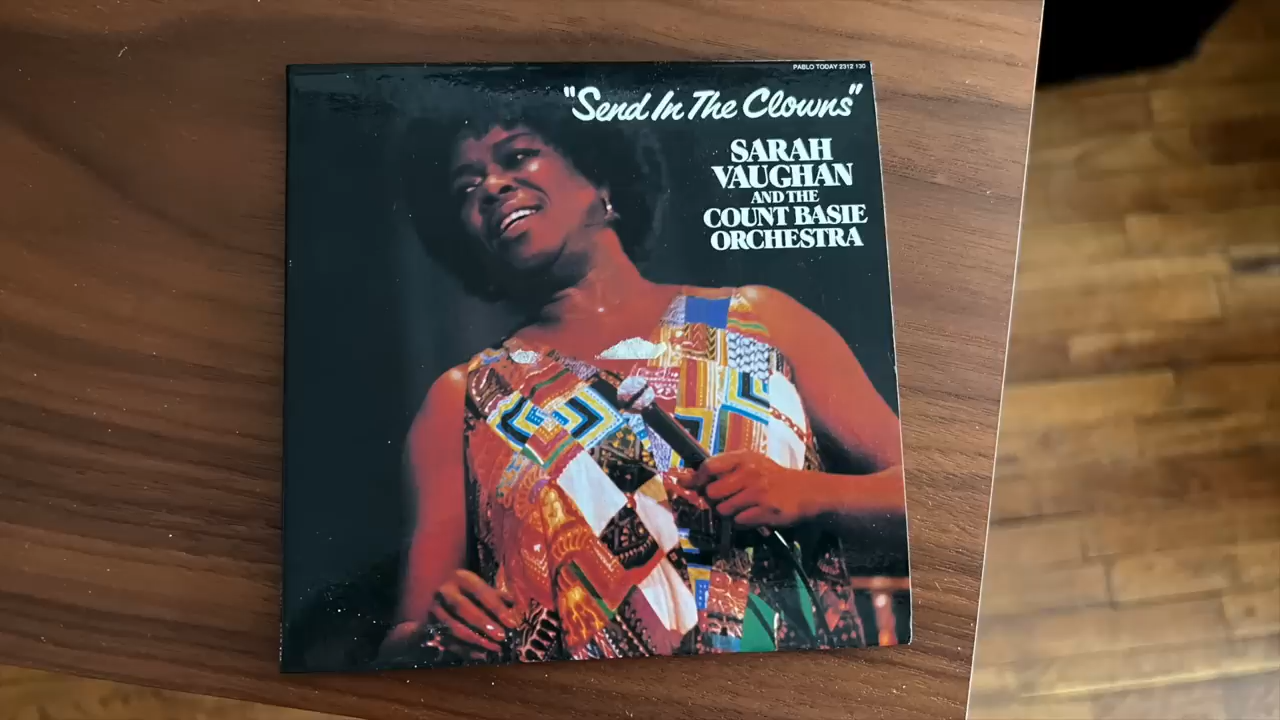 PABLO TODAY 2312 130
"Send In The Clowns"
SARAH
VAUGHAN
AND THE
COUNT BASIE
ORCHESTRA